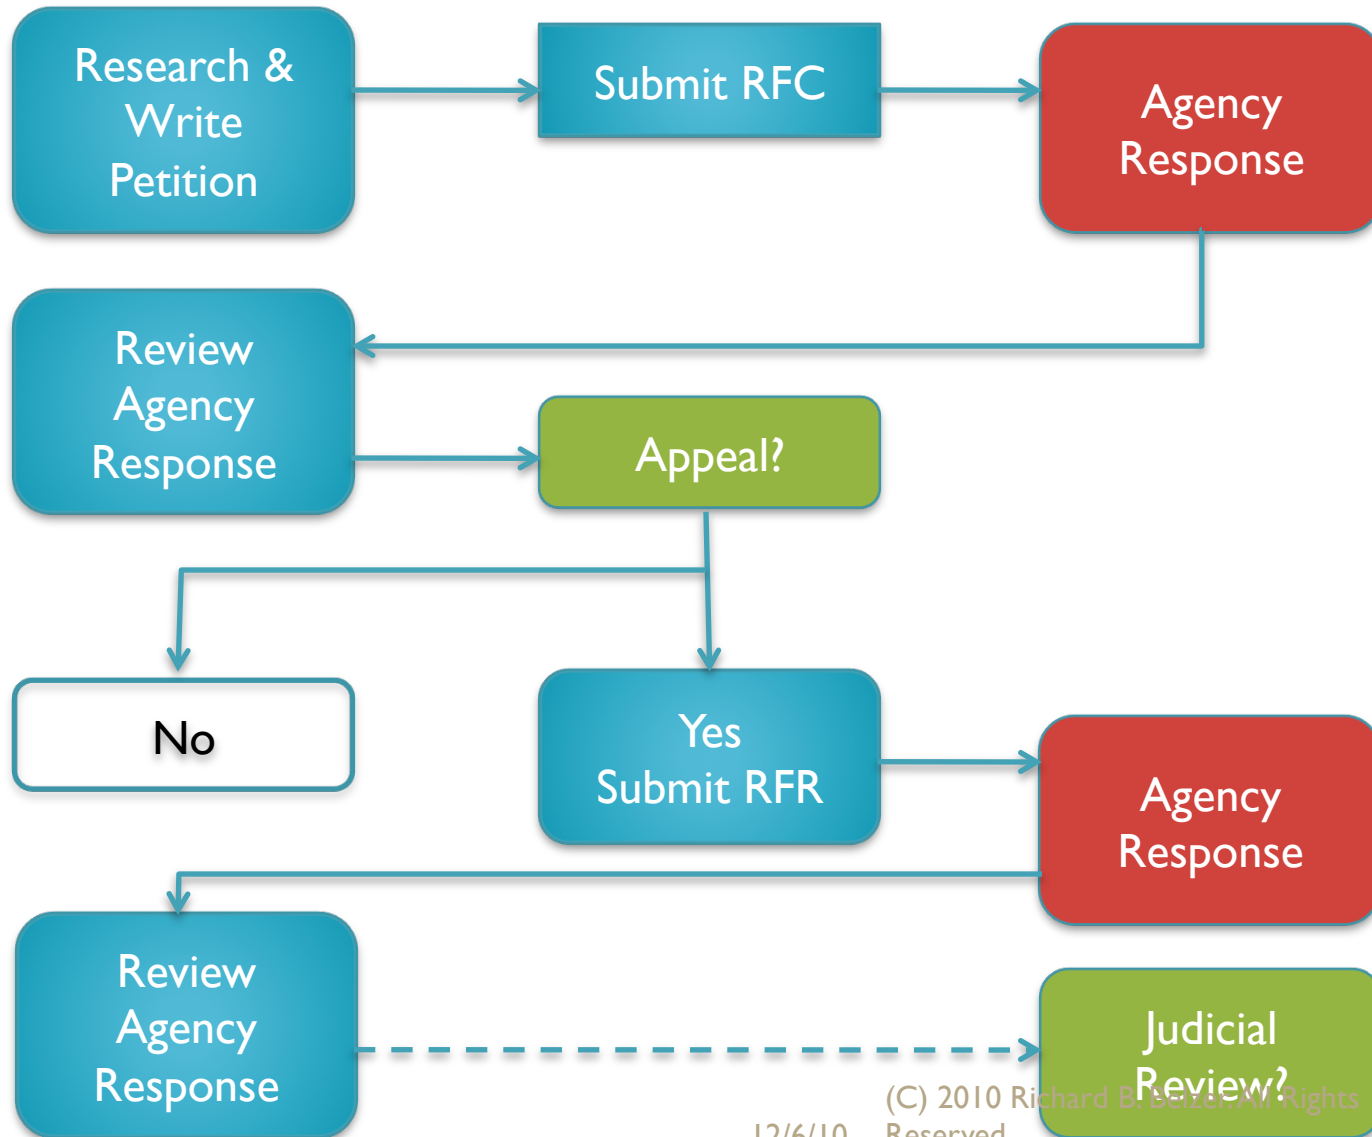 Research &
Write
Petition
Submit RFC
Agency
Response
Review
Agency
Response
Appeal?
No
Yes
Submit RFR
Agency
Response
Review
Agency
Response
Judicial
Review?
(C) 2010 Richard B. Belzer. All Rights
12/6/10 Reserved